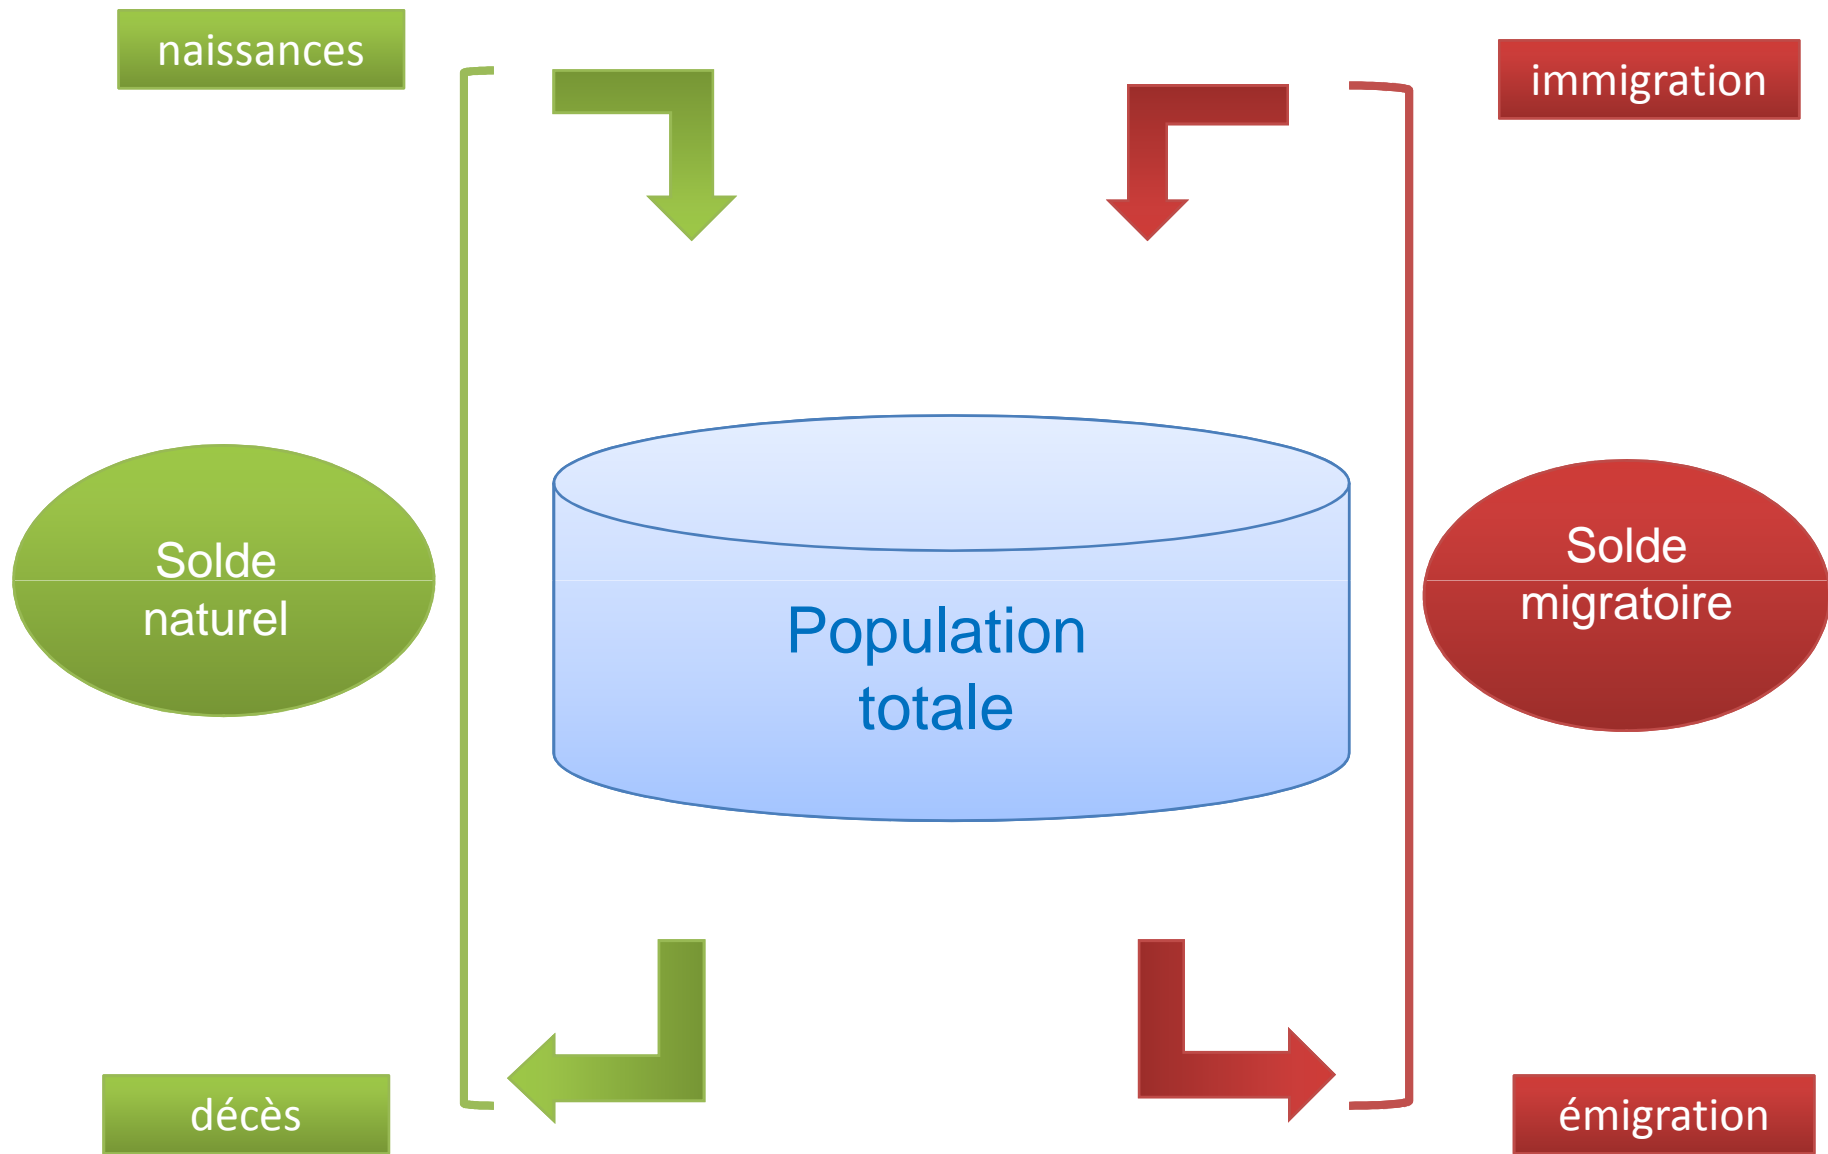 naissances
immigration
Solde
naturel
Population
totale
Solde
migratoire
décès
émigration